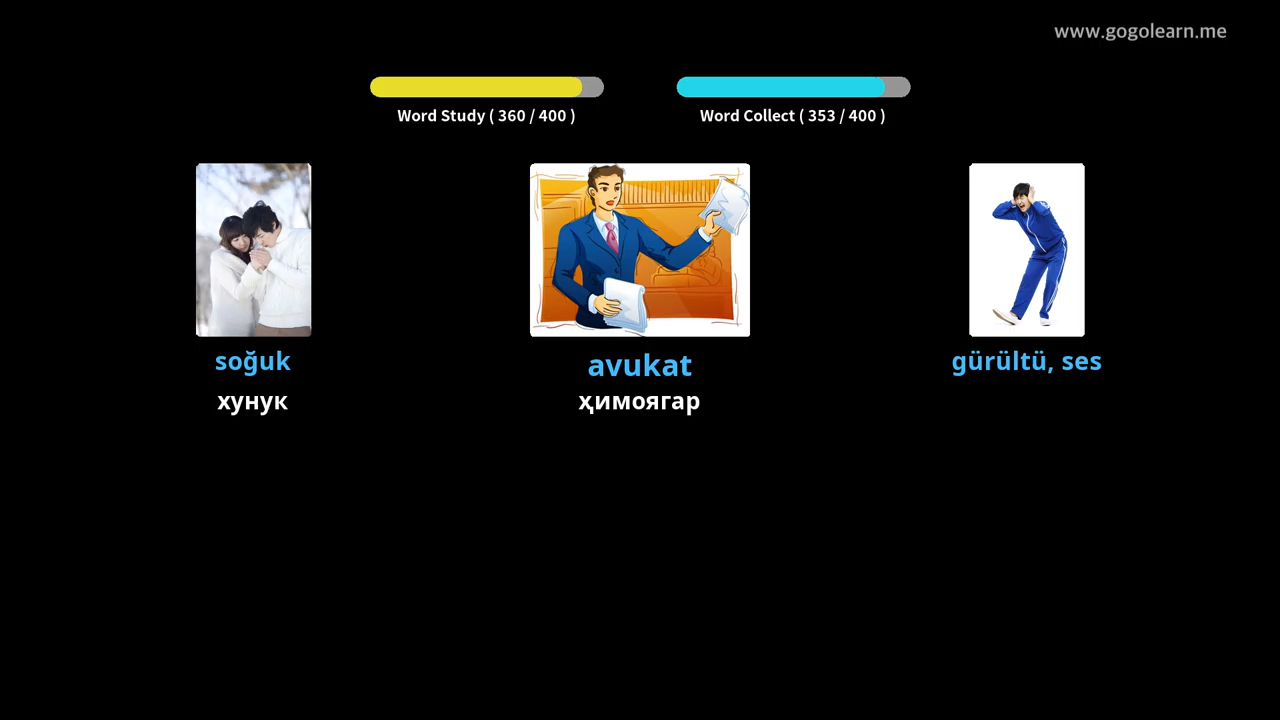 www.gogolearn.me
Word Study ( 360 / 400 )
Word Collect ( 353 / 400 )
soğuk
avukat
gürültü, ses
хунук
ҳимоягар